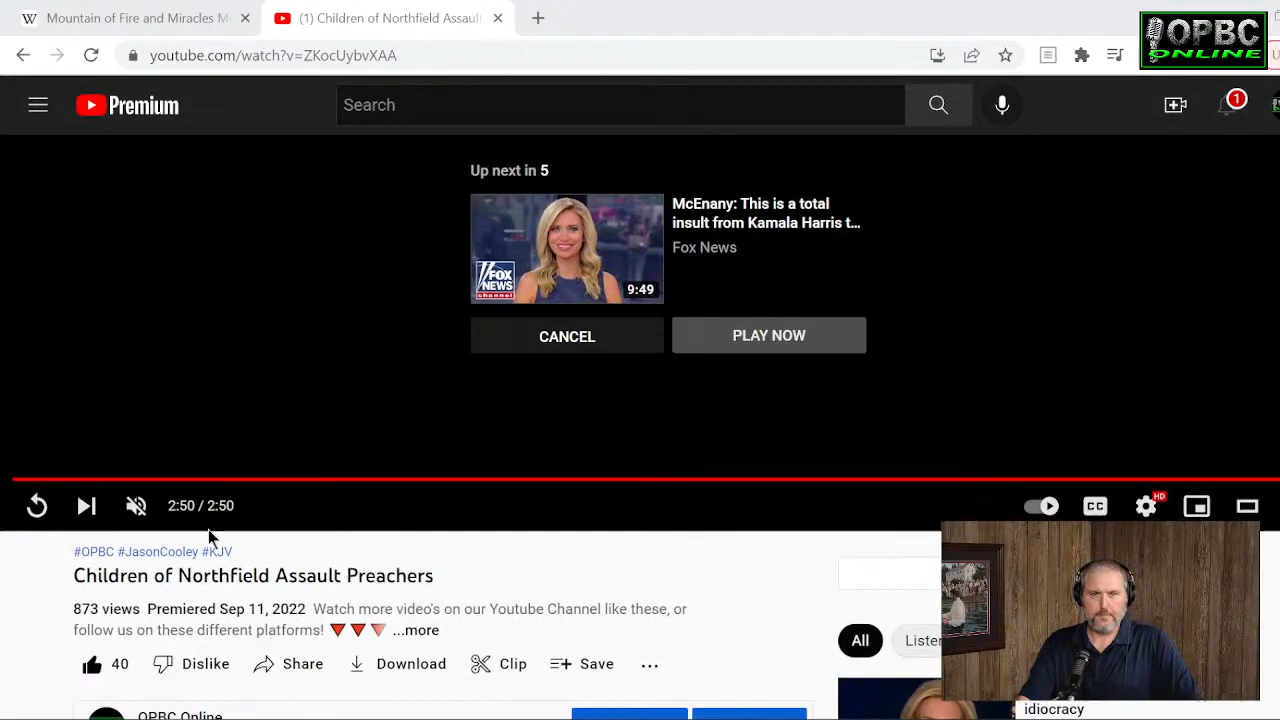 Mountain of Fire and Miracles M
(1) Children of Northfield Assault
OPBC
ONLINE
youtube.com/watch?v=ZKocUybvXAA
Premium
Search
1
Up next in 5
McEnany: This is a total
insult from Kamala Harris t…
Fox News
FOX
NEWS
channel
9:49
CANCEL
PLAY NOW
2:50 / 2:50
CC
HD
#OPBC #JasonCooley #KJV
Children of Northfield Assault Preachers
873 views Premiered Sep 11, 2022 Watch more video's on our Youtube Channel like these, or
follow us on these different platforms! ...more
40 Dislike Share Download Clip Save
All
Listen
OPBC Online
idiocracy